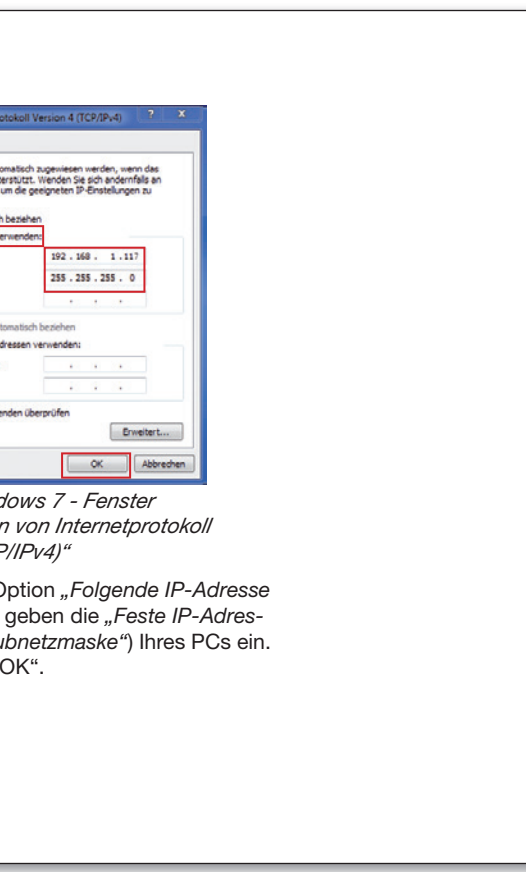 otokoll Version 4 (TCP/IPv4) ? X
omatisch zugewiesen werden, wenn das
terstützt. Wenden Sie sich andernfalls an
um die geeigneten IP-Einstellungen zu
h beziehen
erwenden:
192 . 168 . 1 .117
255 . 255 . 255 . 0
. . .
tomatisch beziehen
dressen verwenden:
. . .
. . .
enden überprüfen
Erweitert...
OK Abbrechen
dows 7 - Fenster
n von Internetprotokoll
P/IPv4)“
Option „Folgende IP-Adresse
geben die „Feste IP-Adres-
ubnetzmaske“) Ihres PCs ein.
OK“.